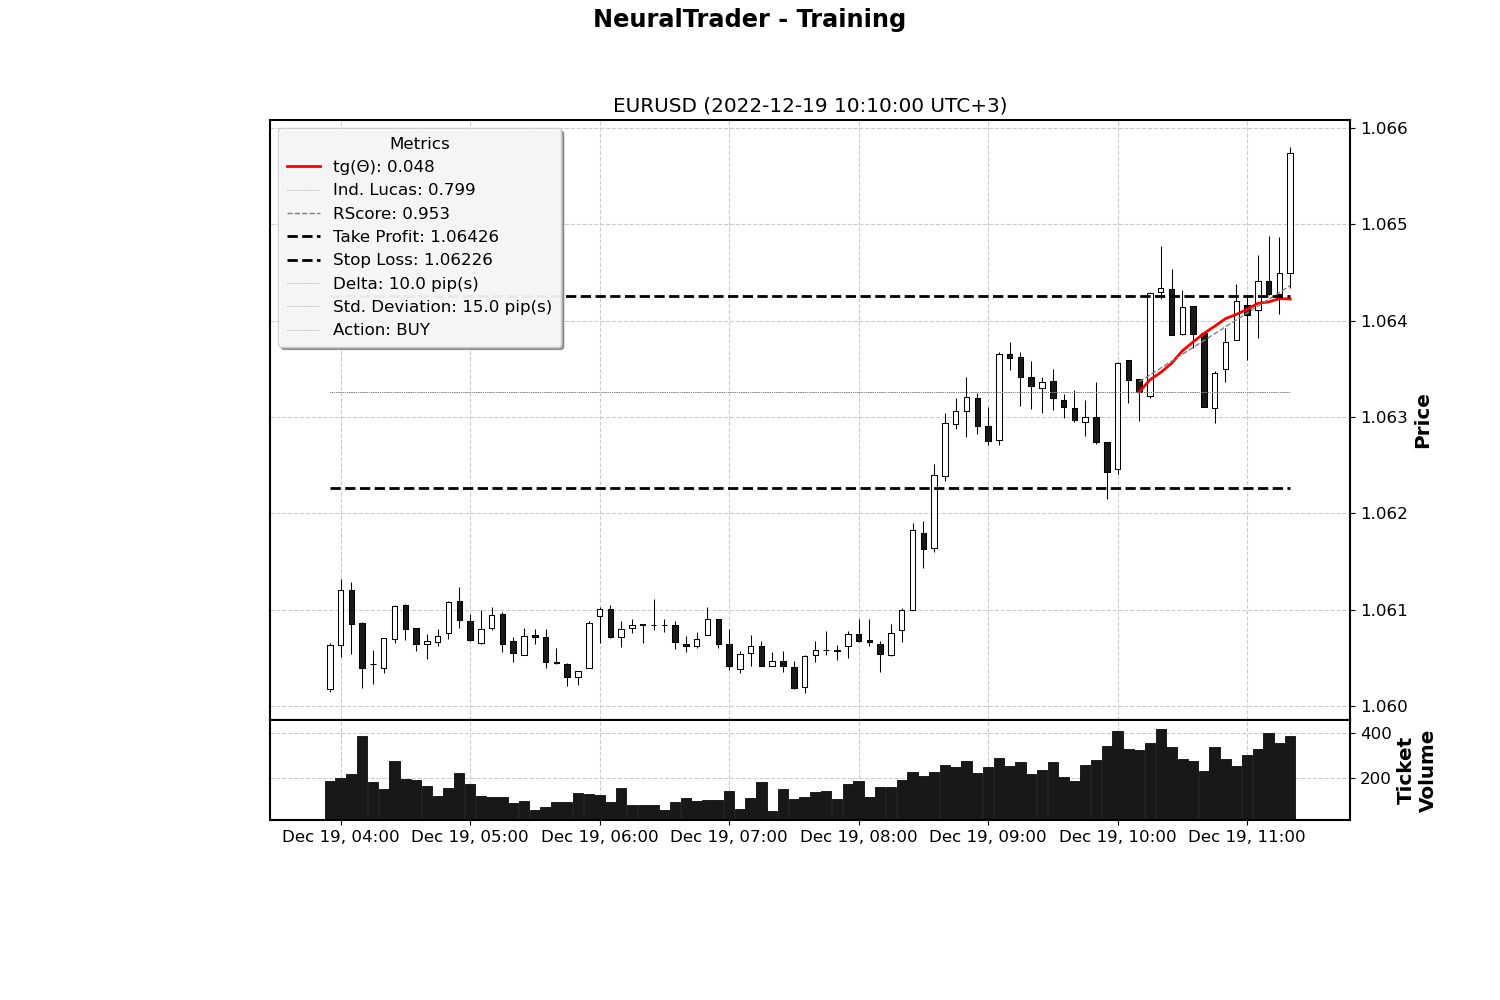 NeuralTrader - Training
EURUSD (2022-12-19 10:10:00 UTC+3)
Metrics
tg(Θ): 0.048
Ind. Lucas: 0.799
RScore: 0.953
Take Profit: 1.06426
Stop Loss: 1.06226
Delta: 10.0 pip(s)
Std. Deviation: 15.0 pip(s)
Action: BUY
1.066
1.065
1.064
1.063
1.062
1.061
1.060
Price
400
200
Ticket
Volume
Dec 19, 04:00 Dec 19, 05:00 Dec 19, 06:00 Dec 19, 07:00 Dec 19, 08:00 Dec 19, 09:00 Dec 19, 10:00 Dec 19, 11:00